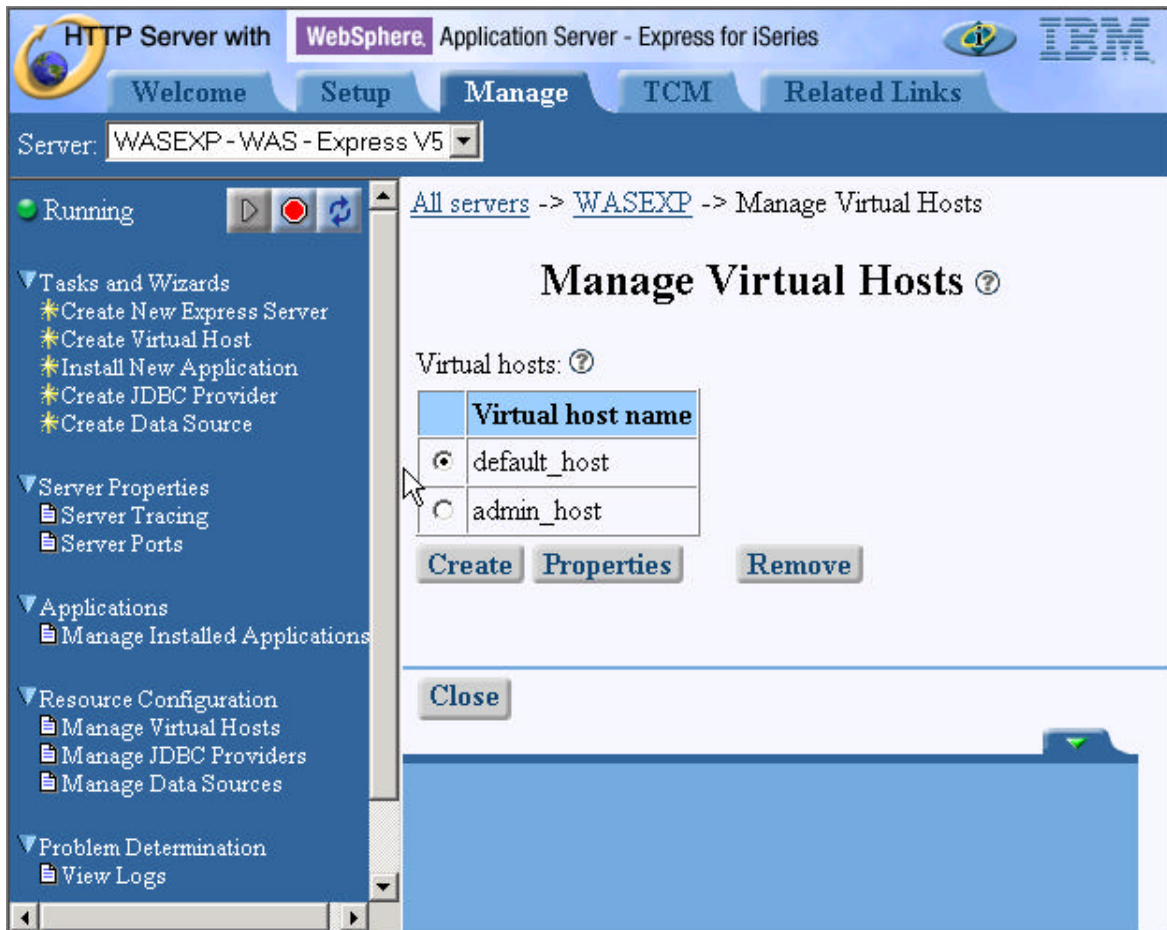 HTTP Server with WebSphere. Application Server - Express for iSeries IBM
Welcome Setup Manage TCM Related Links
Server: WASEXP - WAS - Express V5
Running
Tasks and Wizards
Create New Express Server
Create Virtual Host
Install New Application
Create JDBC Provider
Create Data Source
Server Properties
Server Tracing
Server Ports
Applications
Manage Installed Applications
Resource Configuration
Manage Virtual Hosts
Manage JDBC Providers
Manage Data Sources
Problem Determination
View Logs
All servers -> WASEXP -> Manage Virtual Hosts
Manage Virtual Hosts ?
Virtual hosts: ?
Virtual host name
default_host
admin_host
Create Properties Remove
Close